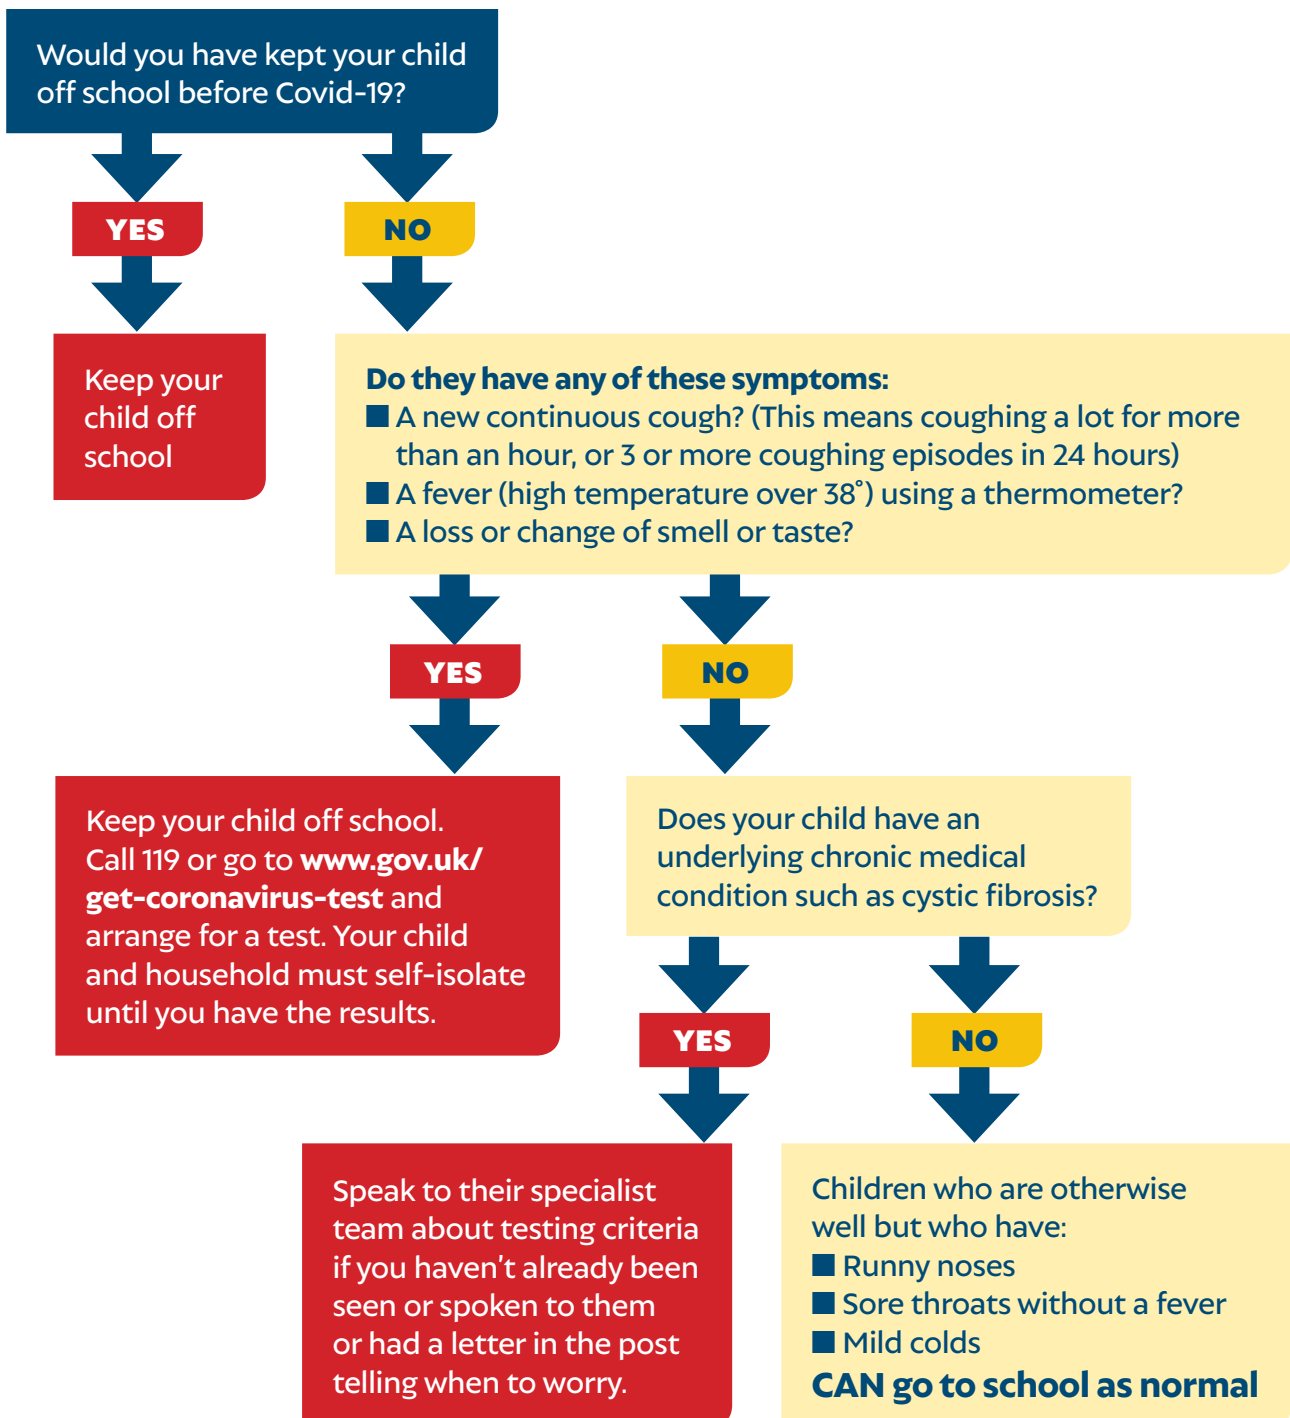 Would you have kept your child
off school before Covid-19?
YES
NO
Keep your
child off
school
Do they have any of these symptoms:
■ A new continuous cough? (This means coughing a lot for more
than an hour, or 3 or more coughing episodes in 24 hours)
■ A fever (high temperature over 38°) using a thermometer?
■ A loss or change of smell or taste?
YES
NO
Keep your child off school.
Call 119 or go to www.gov.uk/
get-coronavirus-test and
arrange for a test. Your child
and household must self-isolate
until you have the results.
Does your child have an
underlying chronic medical
condition such as cystic fibrosis?
YES
NO
Speak to their specialist
team about testing criteria
if you haven't already been
seen or spoken to them
or had a letter in the post
telling when to worry.
Children who are otherwise
well but who have:
■ Runny noses
■ Sore throats without a fever
■ Mild colds
CAN go to school as normal